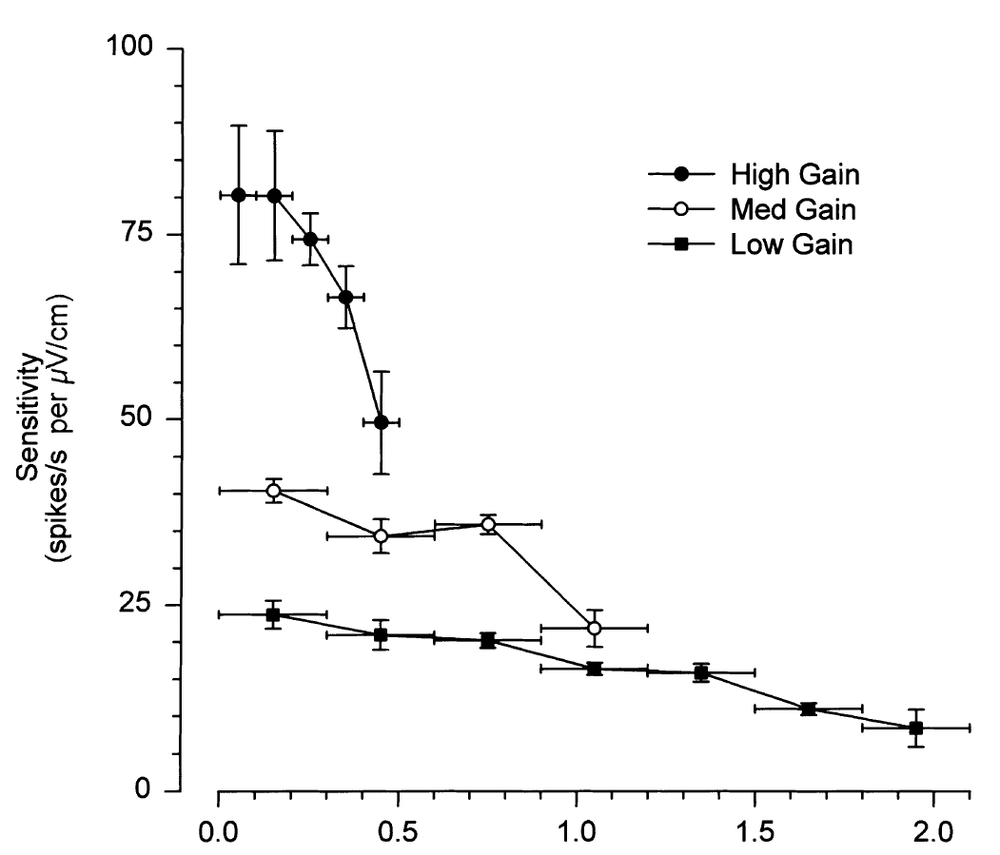 100
75
50
25
0
Sensitivity
(spikes/s per μV/cm)
High Gain
Med Gain
Low Gain
0.0 0.5 1.0 1.5 2.0